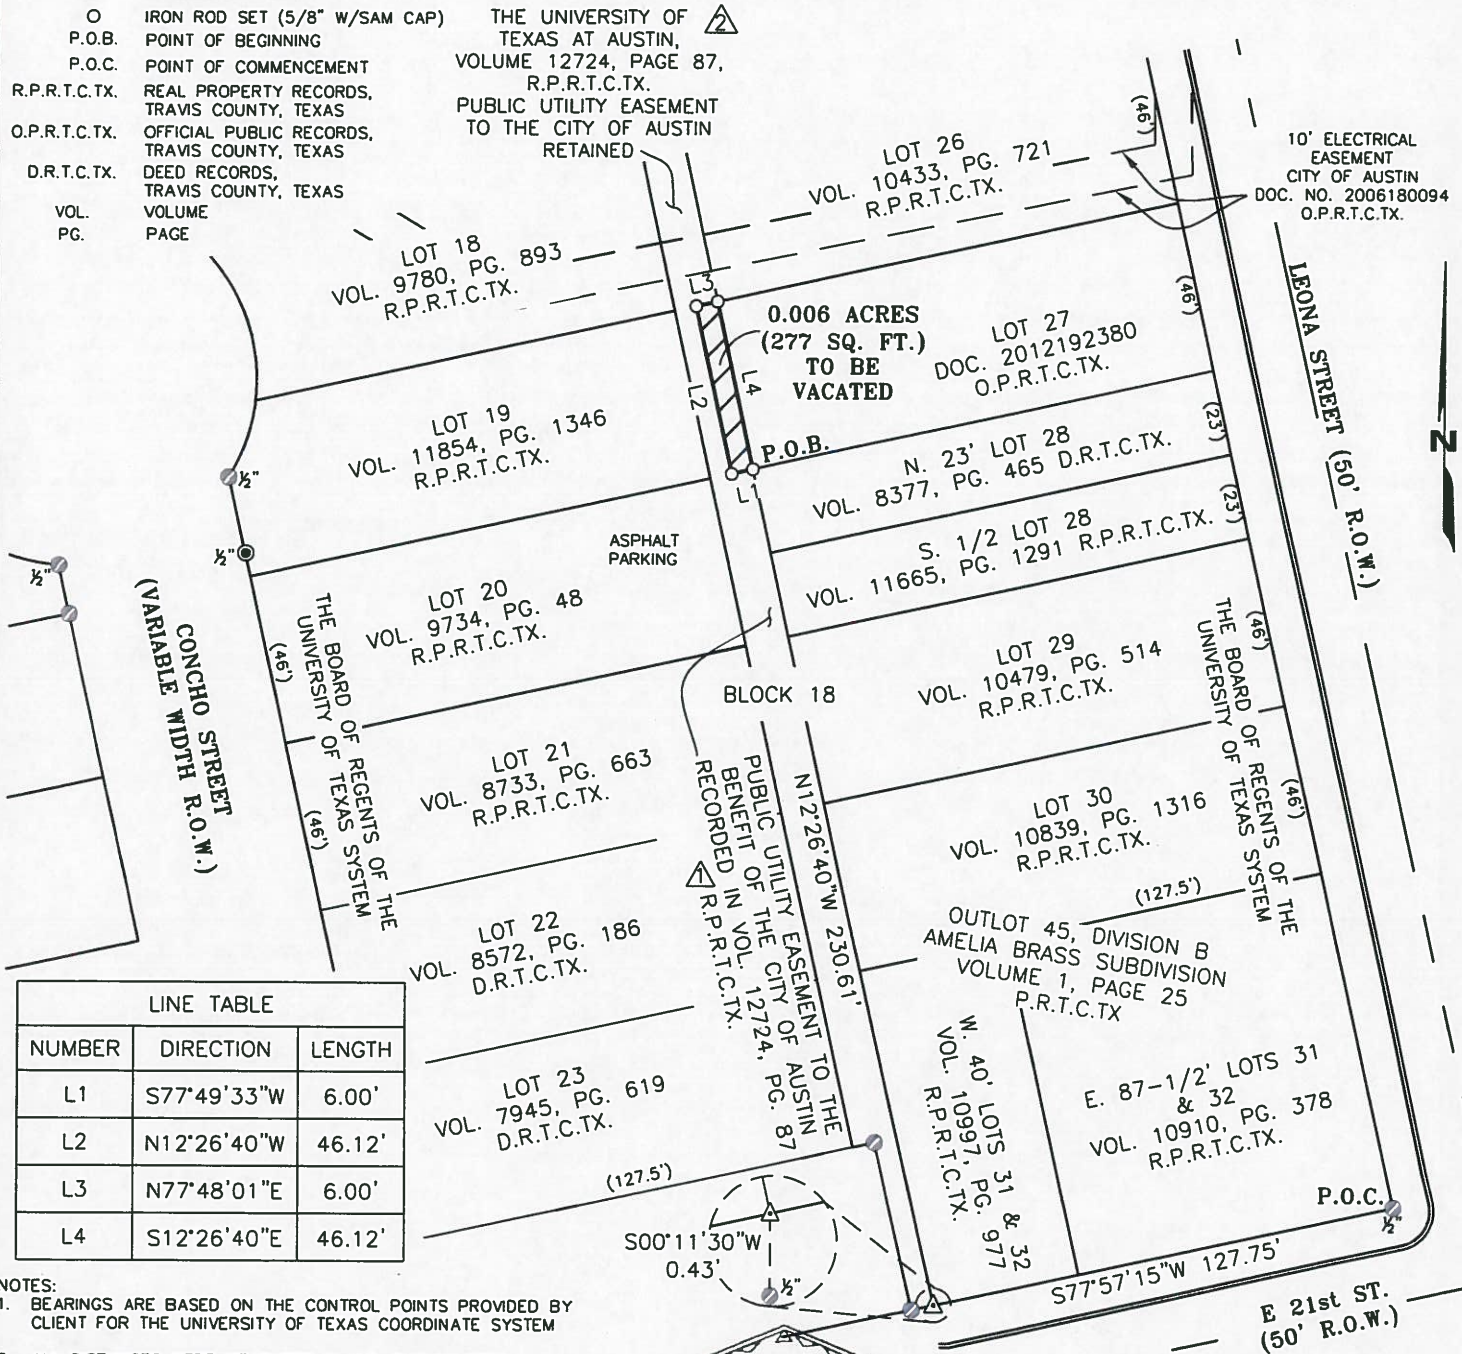 O IRON ROD SET (5/8" W/SAM CAP)
P.O.B. POINT OF BEGINNING
P.O.C. POINT OF COMMENCEMENT
R.P.R.T.C.TX. REAL PROPERTY RECORDS,
TRAVIS COUNTY, TEXAS
O.P.R.T.C.TX. OFFICIAL PUBLIC RECORDS,
TRAVIS COUNTY, TEXAS
D.R.T.C.TX. DEED RECORDS,
TRAVIS COUNTY, TEXAS
VOL. VOLUME
PG. PAGE
THE UNIVERSITY OF
TEXAS AT AUSTIN,
VOLUME 12724, PAGE 87,
R.P.R.T.C.TX.
PUBLIC UTILITY EASEMENT
TO THE CITY OF AUSTIN
RETAINED
2
LOT 26
VOL. 10433, PG. 721
R.P.R.T.C.TX.
(46')
10' ELECTRICAL
EASEMENT
CITY OF AUSTIN
DOC. NO. 2006180094
O.P.R.T.C.TX.
LOT 18
VOL. 9780, PG. 893
R.P.R.T.C.TX.
L3
0.006 ACRES
(277 SQ. FT.)
TO BE
VACATED
L4
L2
P.O.B.
L1
LOT 27
DOC. 2012192380
O.P.R.T.C.TX.
(46')
LEONA STREET (50' R.O.W.)
N
LOT 19
VOL. 11854, PG. 1346
R.P.R.T.C.TX.
N. 23' LOT 28
VOL. 8377, PG. 465 D.R.T.C.TX.
(23')
S. 1/2 LOT 28
VOL. 11665, PG. 1291 R.P.R.T.C.TX.
(23')
½"
½"
½"
ASPHALT
PARKING
CONCHO STREET
(VARIABLE WIDTH R.O.W.)
LOT 20
VOL. 9734, PG. 48
R.P.R.T.C.TX.
(46')
THE BOARD OF REGENTS OF THE
UNIVERSITY OF TEXAS SYSTEM
(46')
BLOCK 18
LOT 29
VOL. 10479, PG. 514
R.P.R.T.C.TX.
(46')
THE BOARD OF REGENTS OF THE
UNIVERSITY OF TEXAS SYSTEM
(46')
LOT 21
VOL. 8733, PG. 663
R.P.R.T.C.TX.
PUBLIC UTILITY EASEMENT TO THE
BENEFIT OF THE CITY OF AUSTIN
RECORDED IN VOL. 12724, PG. 87
R.P.R.T.C.TX.
1
N12°26'40"W 230.61'
LOT 30
VOL. 10839, PG. 1316
R.P.R.T.C.TX.
(127.5')
LOT 22
VOL. 8572, PG. 186
D.R.T.C.TX.
OUTLOT 45, DIVISION B
AMELIA BRASS SUBDIVISION
VOLUME 1, PAGE 25
P.R.T.C.TX
LOT 23
VOL. 7945, PG. 619
D.R.T.C.TX.
(127.5')
W. 40' LOTS 31 & 32
VOL. 10997, PG. 977
R.P.R.T.C.TX.
E. 87-1/2' LOTS 31
& 32
VOL. 10910, PG. 378
R.P.R.T.C.TX.
P.O.C.
½"
S00°11'30"W
0.43'
½"
S77°57'15"W 127.75'
E 21st ST.
(50' R.O.W.)
LINE TABLE
NUMBER DIRECTION LENGTH
L1 S77°49'33"W 6.00'
L2 N12°26'40"W 46.12'
L3 N77°48'01"E 6.00'
L4 S12°26'40"E 46.12'
NOTES:
1. BEARINGS ARE BASED ON THE CONTROL POINTS PROVIDED BY
CLIENT FOR THE UNIVERSITY OF TEXAS COORDINATE SYSTEM